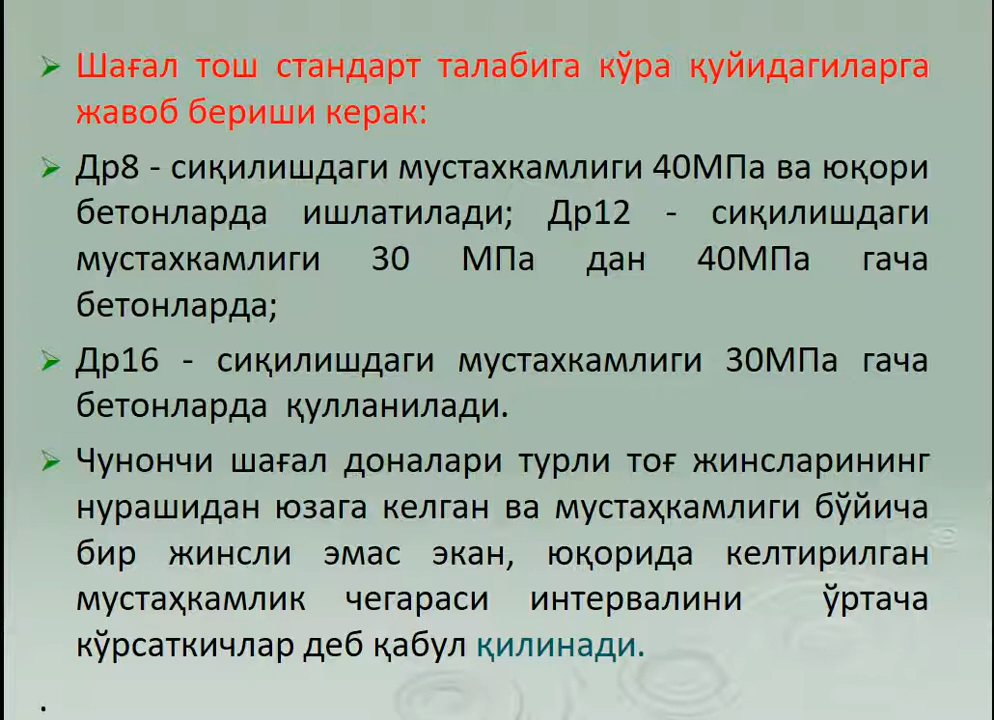 Шағал тош стандарт талабига кўра қуйидагиларга
жавоб бериши керак:
Др8 - сиқилишдаги мустахкамлиги 40МПа ва юқори
бетонларда ишлатилади; Др12 - сиқилишдаги
мустахкамлиги 30 МПа дан 40МПа гача
бетонларда;
Др16 - сиқилишдаги мустахкамлиги 30МПа гача
бетонларда қулланилади.
Чунончи шағал доналари турли тоғ жинсларининг
нурашидан юзага келган ва мустаҳкамлиги бўйича
бир жинсли эмас экан, юқорида келтирилган
мустаҳкамлик чегараси интервалини ўртача
кўрсаткичлар деб қабул қилинади.
.